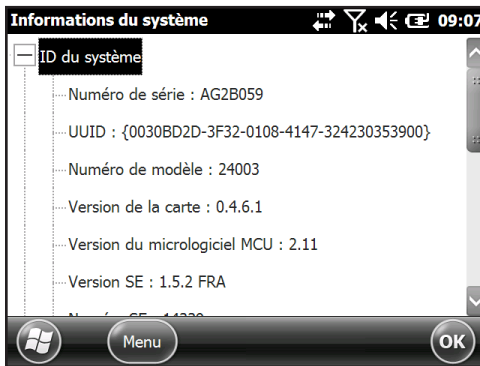 Informations du système 09:07
ID du système
Numéro de série : AG2B059
UUID : {0030BD2D-3F32-0108-4147-324230353900}
Numéro de modèle : 24003
Version de la carte : 0.4.6.1
Version du micrologiciel MCU : 2.11
Version SE : 1.5.2 FRA
Menu
OK